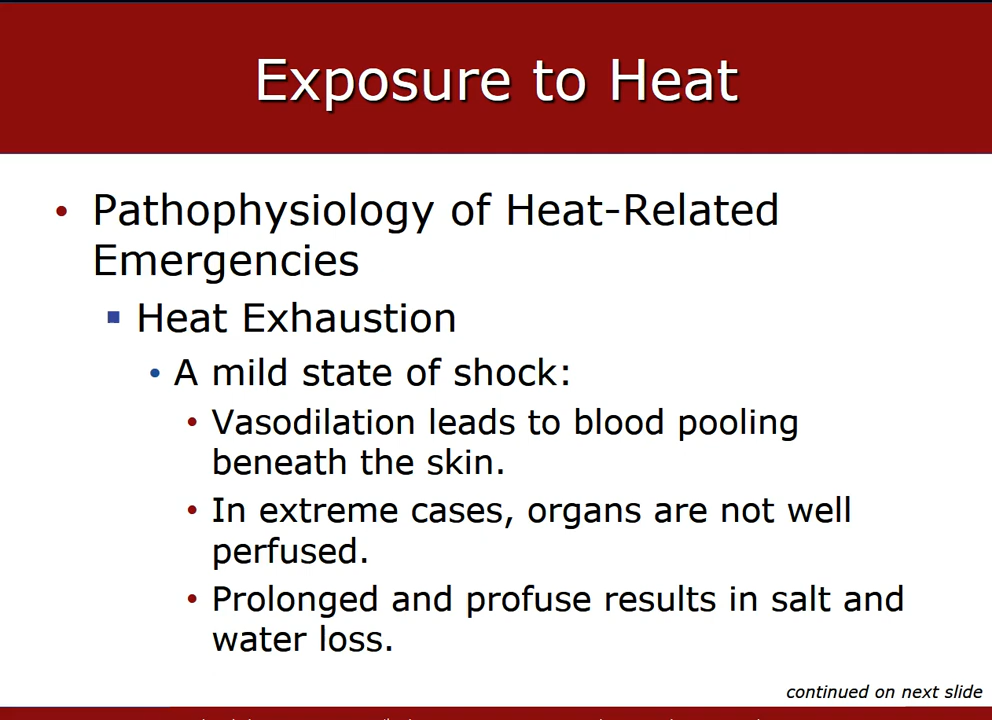 Exposure to Heat
• Pathophysiology of Heat-Related
Emergencies
▪ Heat Exhaustion
• A mild state of shock:
• Vasodilation leads to blood pooling
beneath the skin.
• In extreme cases, organs are not well
perfused.
• Prolonged and profuse results in salt and
water loss.
continued on next slide